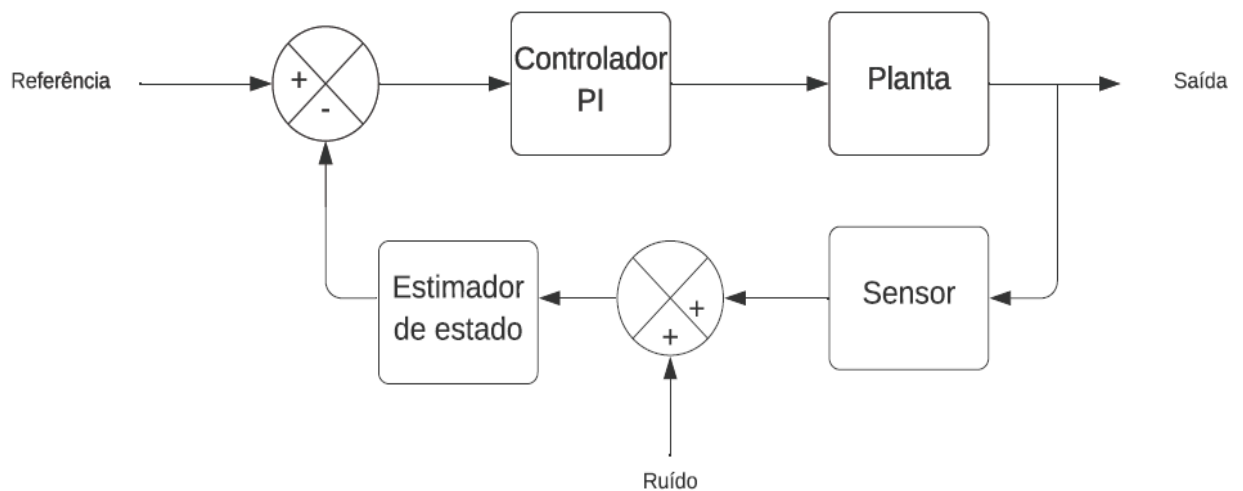 Referência
+
-
Controlador
PI
Planta
Saída
Estimador
de estado
+
+
Sensor
Ruído